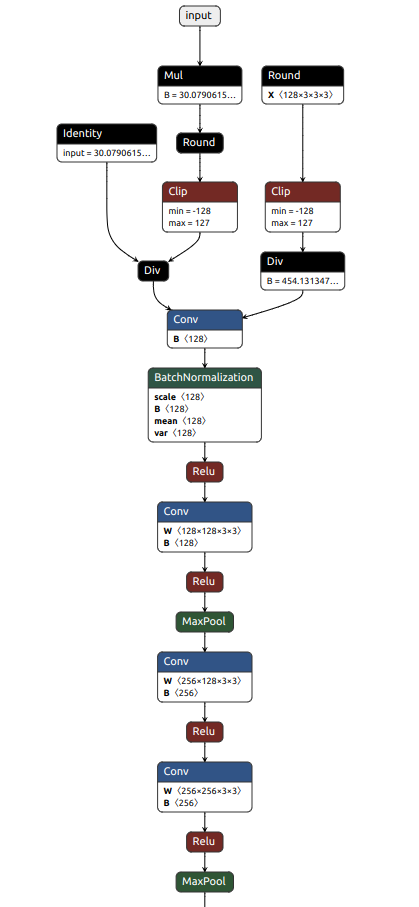 input
Mul
B = 30.0790615...
Round
X 〈128×3×3×3〉
Identity
input = 30.0790615...
Round
Clip
min = -128
max = 127
Clip
min = -128
max = 127
Div
Div
B = 454.131347...
Conv
B 〈128〉
BatchNormalization
scale 〈128〉
B 〈128〉
mean 〈128〉
var 〈128〉
Relu
Conv
W 〈128×128×3×3〉
B 〈128〉
Relu
MaxPool
Conv
W 〈256×128×3×3〉
B 〈256〉
Relu
Conv
W 〈256×256×3×3〉
B 〈256〉
Relu
MaxPool